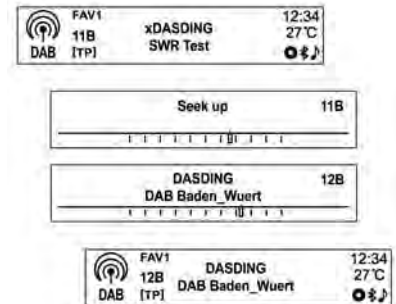 FAV1
12:34
xDASDING
11B
27℃
SWR Test
DAB
[TP]
Seek up
11B
DASDING
12B
DAB Baden_Wuert
FAV1
12:34
DASDING
12B
27℃
DAB Baden_Wuert
DAB
[TP]